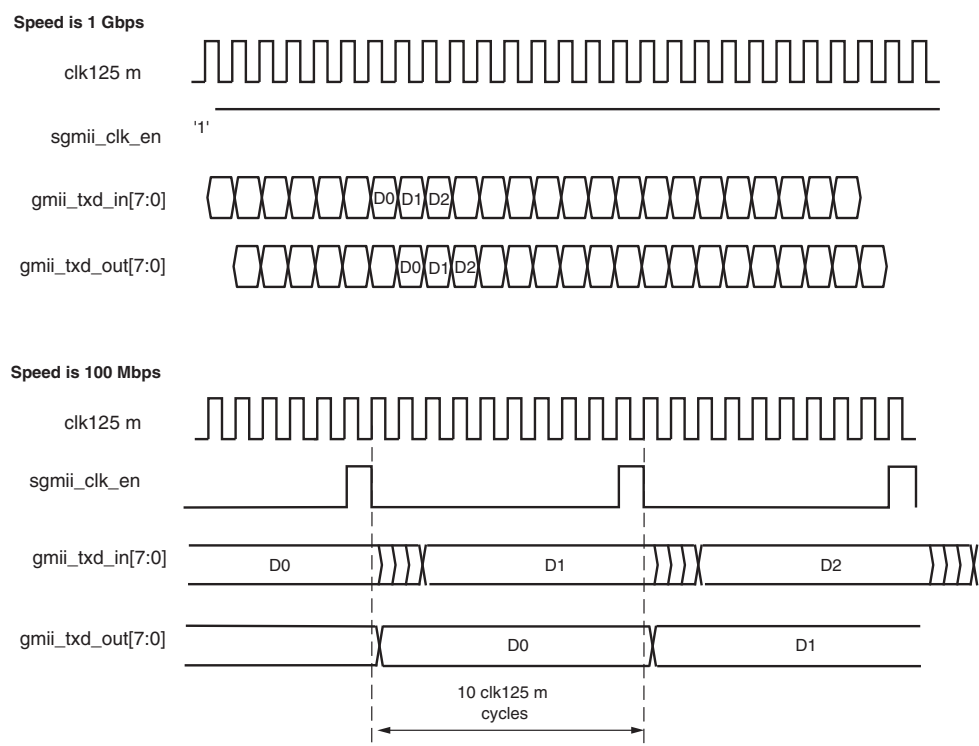 Speed is 1 Gbps
clk125 m
'1'
sgmii_clk_en
gmii_txd_in[7:0]
D0 D1 D2
gmii_txd_out[7:0]
D0 D1 D2
Speed is 100 Mbps
clk125 m
sgmii_clk_en
gmii_txd_in[7:0]
D0 D1 D2
gmii_txd_out[7:0]
D0 D1
10 clk125 m
cycles